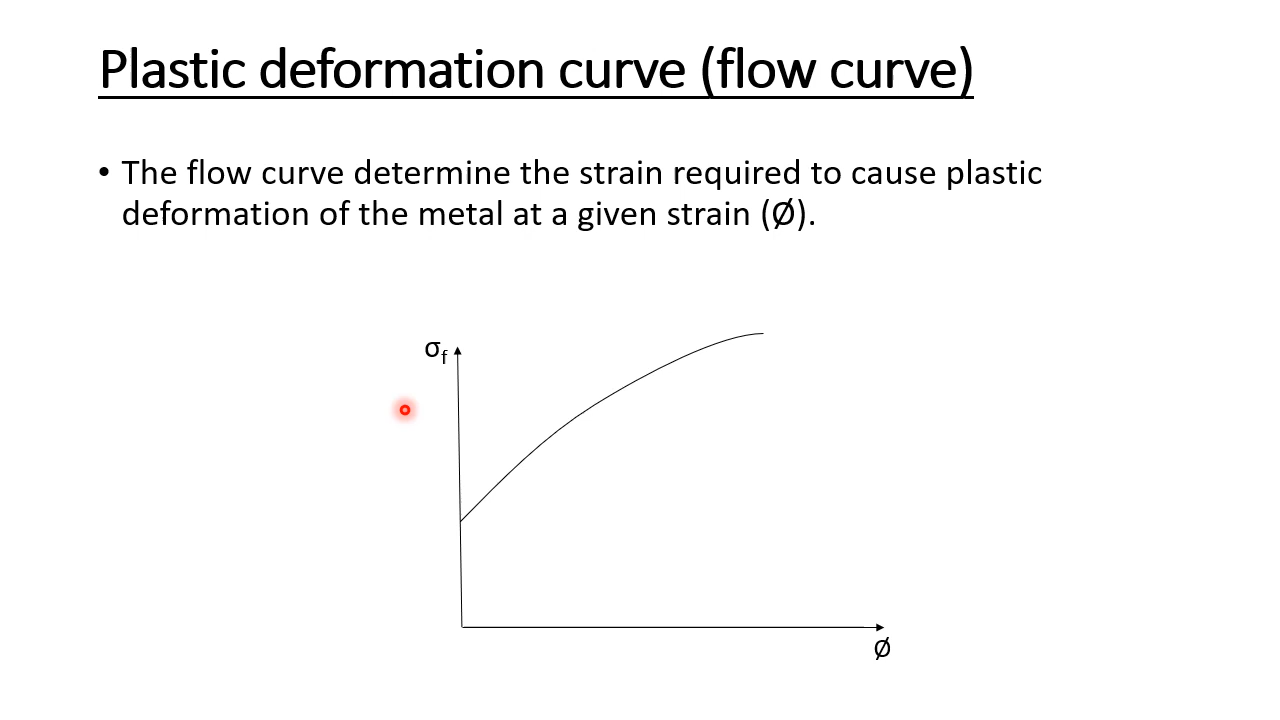 Plastic deformation curve (flow curve)
• The flow curve determine the strain required to cause plastic
deformation of the metal at a given strain (Ø).
σf
Ø